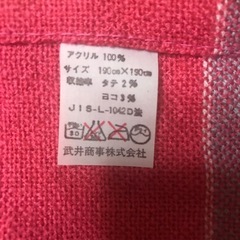 アクリル 100%
サイズ 190cm×190cm
収縮率 タテ 2%
ヨコ 3%
JIS-L-1042D法
武井商事株式会社